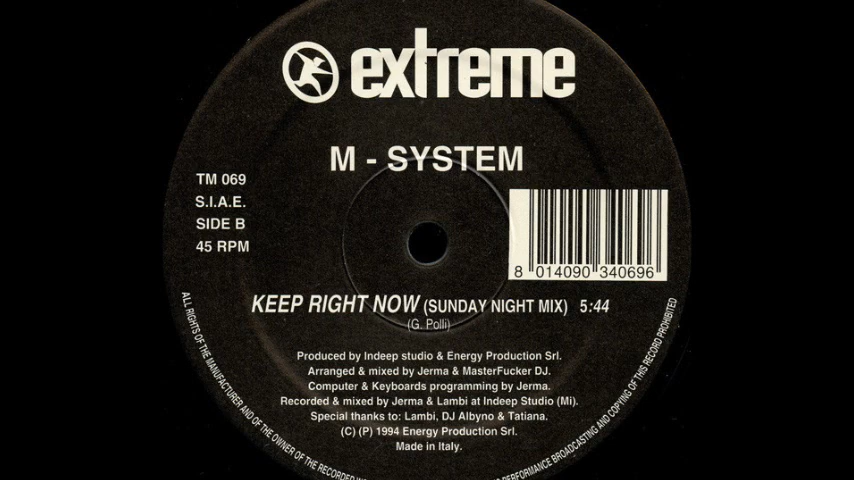 extreme
M - SYSTEM
TM 069
S.I.A.E.
SIDE B
45 RPM
8 014090 340696
KEEP RIGHT NOW (SUNDAY NIGHT MIX) 5:44
(G. Polli)
Produced by Indeep studio & Energy Production Srl.
Arranged & mixed by Jerma & MasterFucker DJ.
Computer & Keyboards programming by Jerma.
Recorded & mixed by Jerma & Lambi at Indeep Studio (Mi).
Special thanks to: Lambi, DJ Albyno & Tatiana.
(C) (P) 1994 Energy Production Srl.
Made in Italy.
ALL RIGHTS OF THE MANUFACTURER AND OF THE OWNER OF THE RECORDED
PERFORMANCE BROADCASTING AND COPYING OF THIS RECORD PROHIBITED